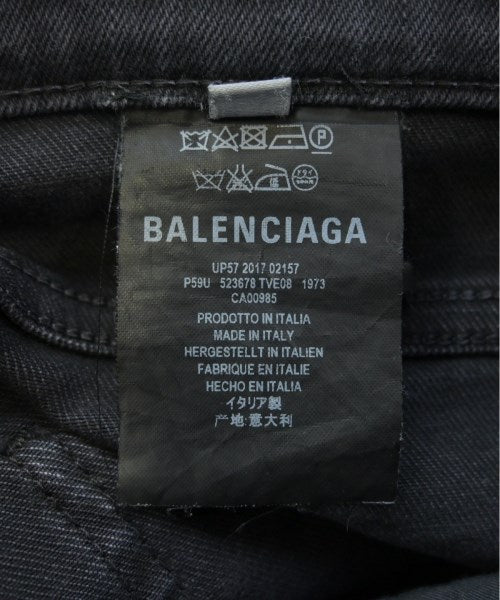 P
BALENCIAGA
UP57 2017 02157
P59U 523678 TVE08 1973
CA00985
PRODOTTO IN ITALIA
MADE IN ITALY
HERGESTELLT IN ITALIEN
FABRIQUE EN ITALIE
HECHO EN ITALIA
イタリア製
产地·意大利